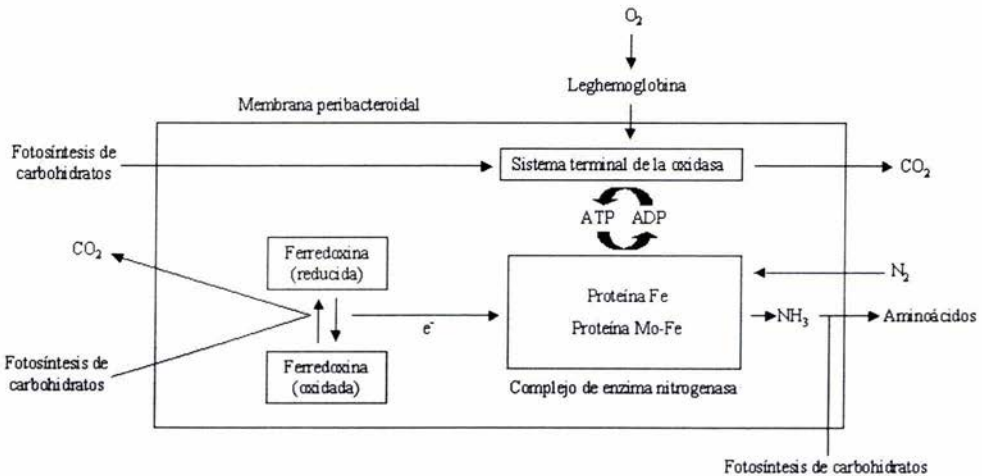 O₂
Leghemoglobina
Membrana peribacteroidal
Fotosíntesis de
carbohidratos
Sistema terminal de la oxidasa
CO₂
ATP ADP
CO₂
Ferredoxina
(reducida)
N₂
Proteína Fe
Proteína Mo-Fe
e⁻
NH₃
Aminoácidos
Fotosíntesis de
carbohidratos
Ferredoxina
(oxidada)
Complejo de enzima nitrogenasa
Fotosíntesis de carbohidratos